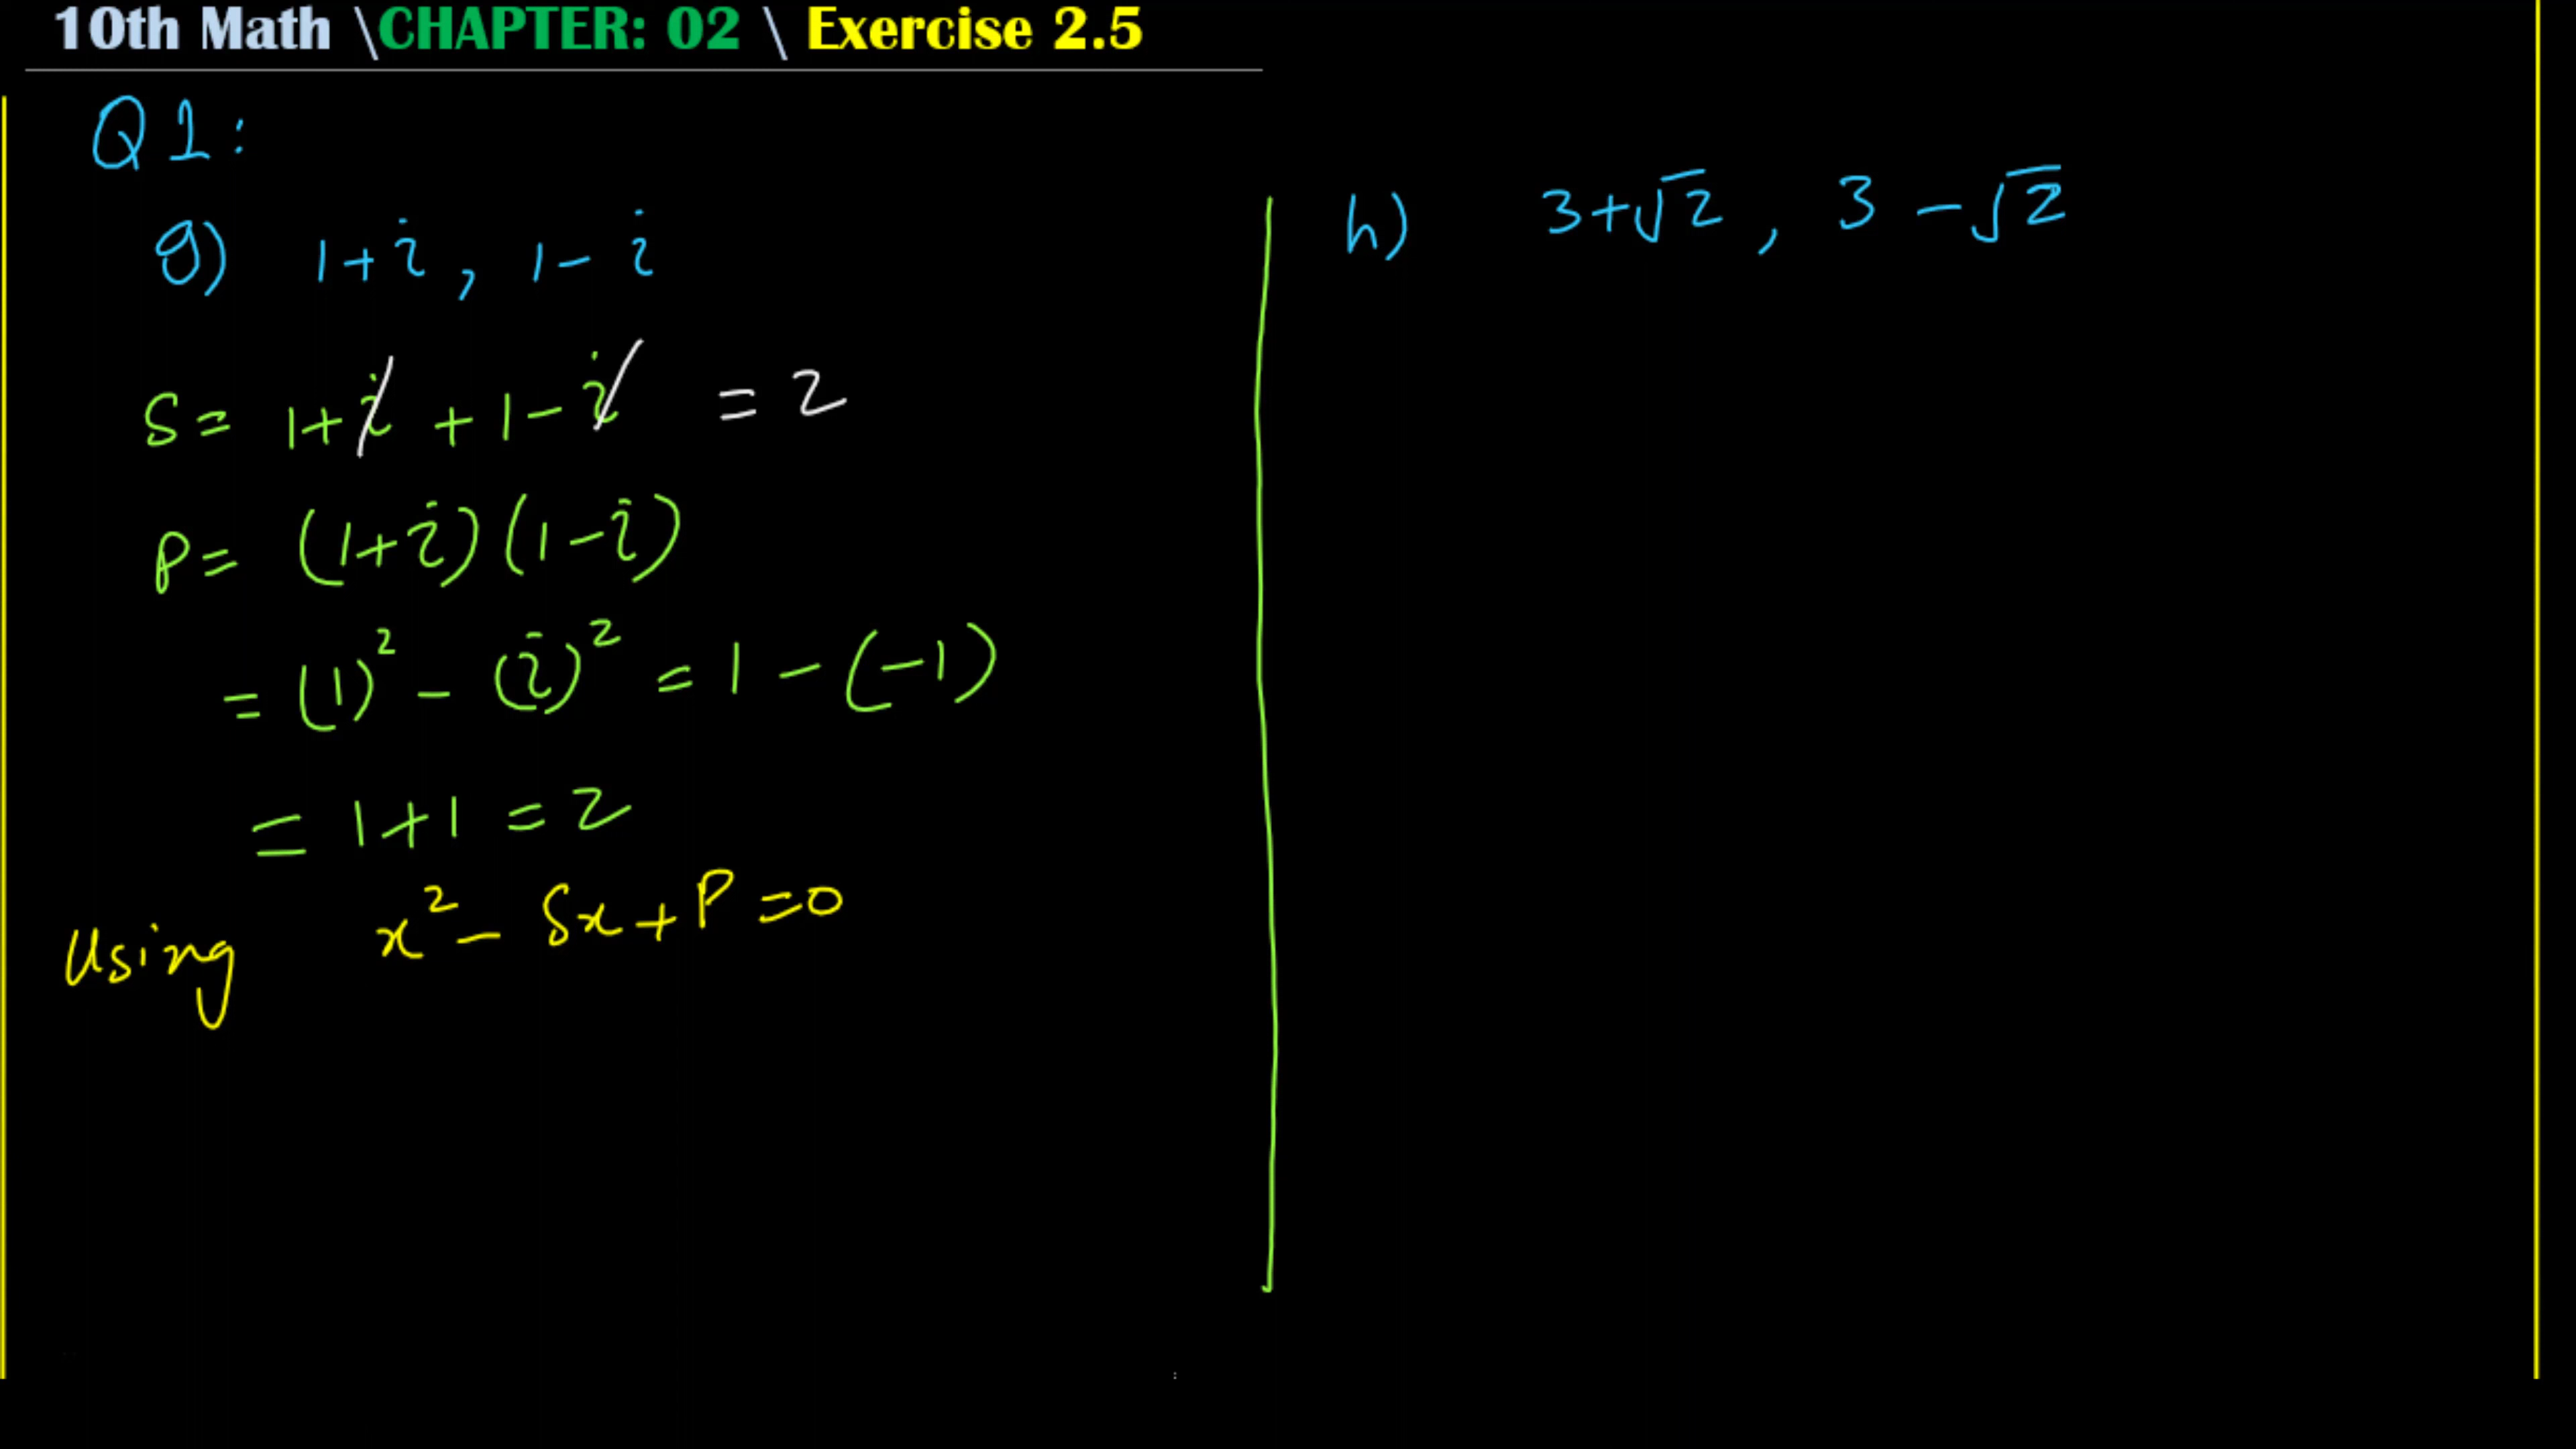 10th Math \CHAPTER: 02 \ Exercise 2.5
Q1:
g) 1+i, 1-i
S= 1+i + 1-i = 2
P= (1+i)(1-i)
= (1)² - (i)² = 1-(-1)
= 1+1 = 2
Using x² - Sx + P = 0
h) 3+√2, 3-√2